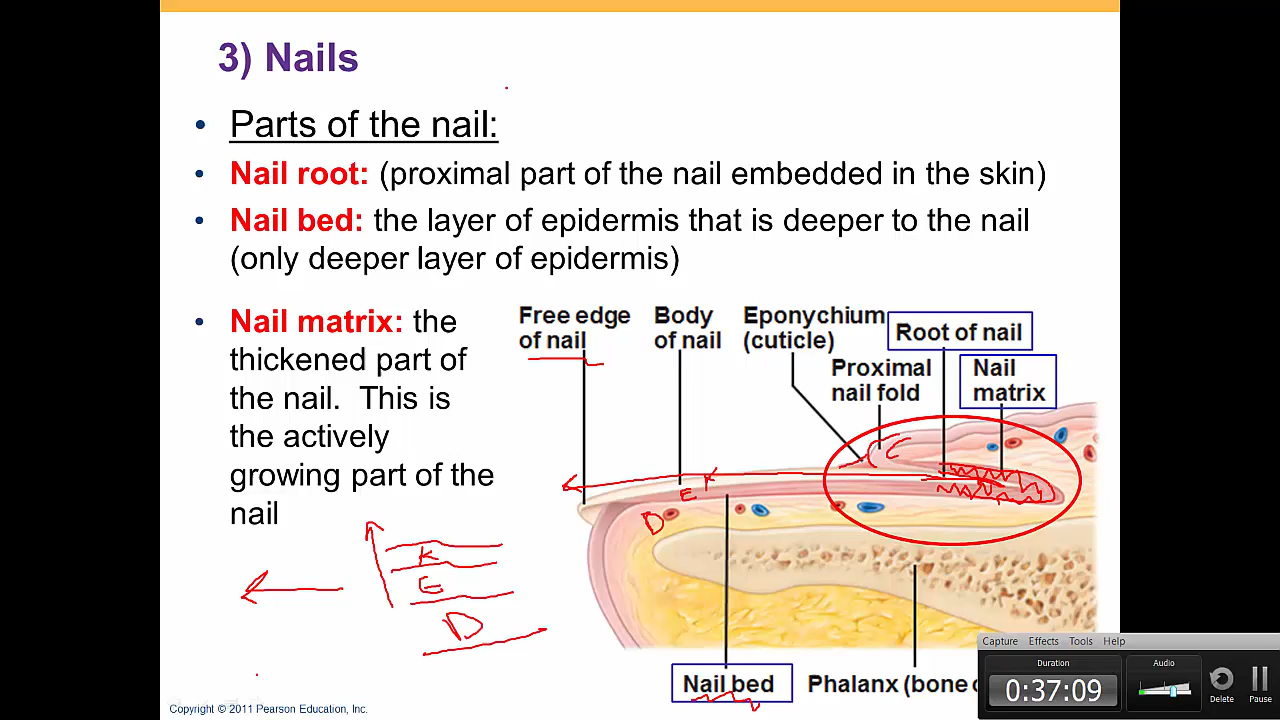 3) Nails
• Parts of the nail:
• Nail root: (proximal part of the nail embedded in the skin)
• Nail bed: the layer of epidermis that is deeper to the nail
(only deeper layer of epidermis)
• Nail matrix: the
thickened part of
the nail. This is
the actively
growing part of the
nail
Free edge
of nail
Body
of nail
Eponychium
(cuticle)
Root of nail
Proximal
nail fold
Nail
matrix
K
E
D
K
E
D
Nail bed
Phalanx (bone
Capture Effects Tools Help
Duration
Audio
0:37:09
Delete
Pause
Copyright © 2011 Pearson Education, Inc.